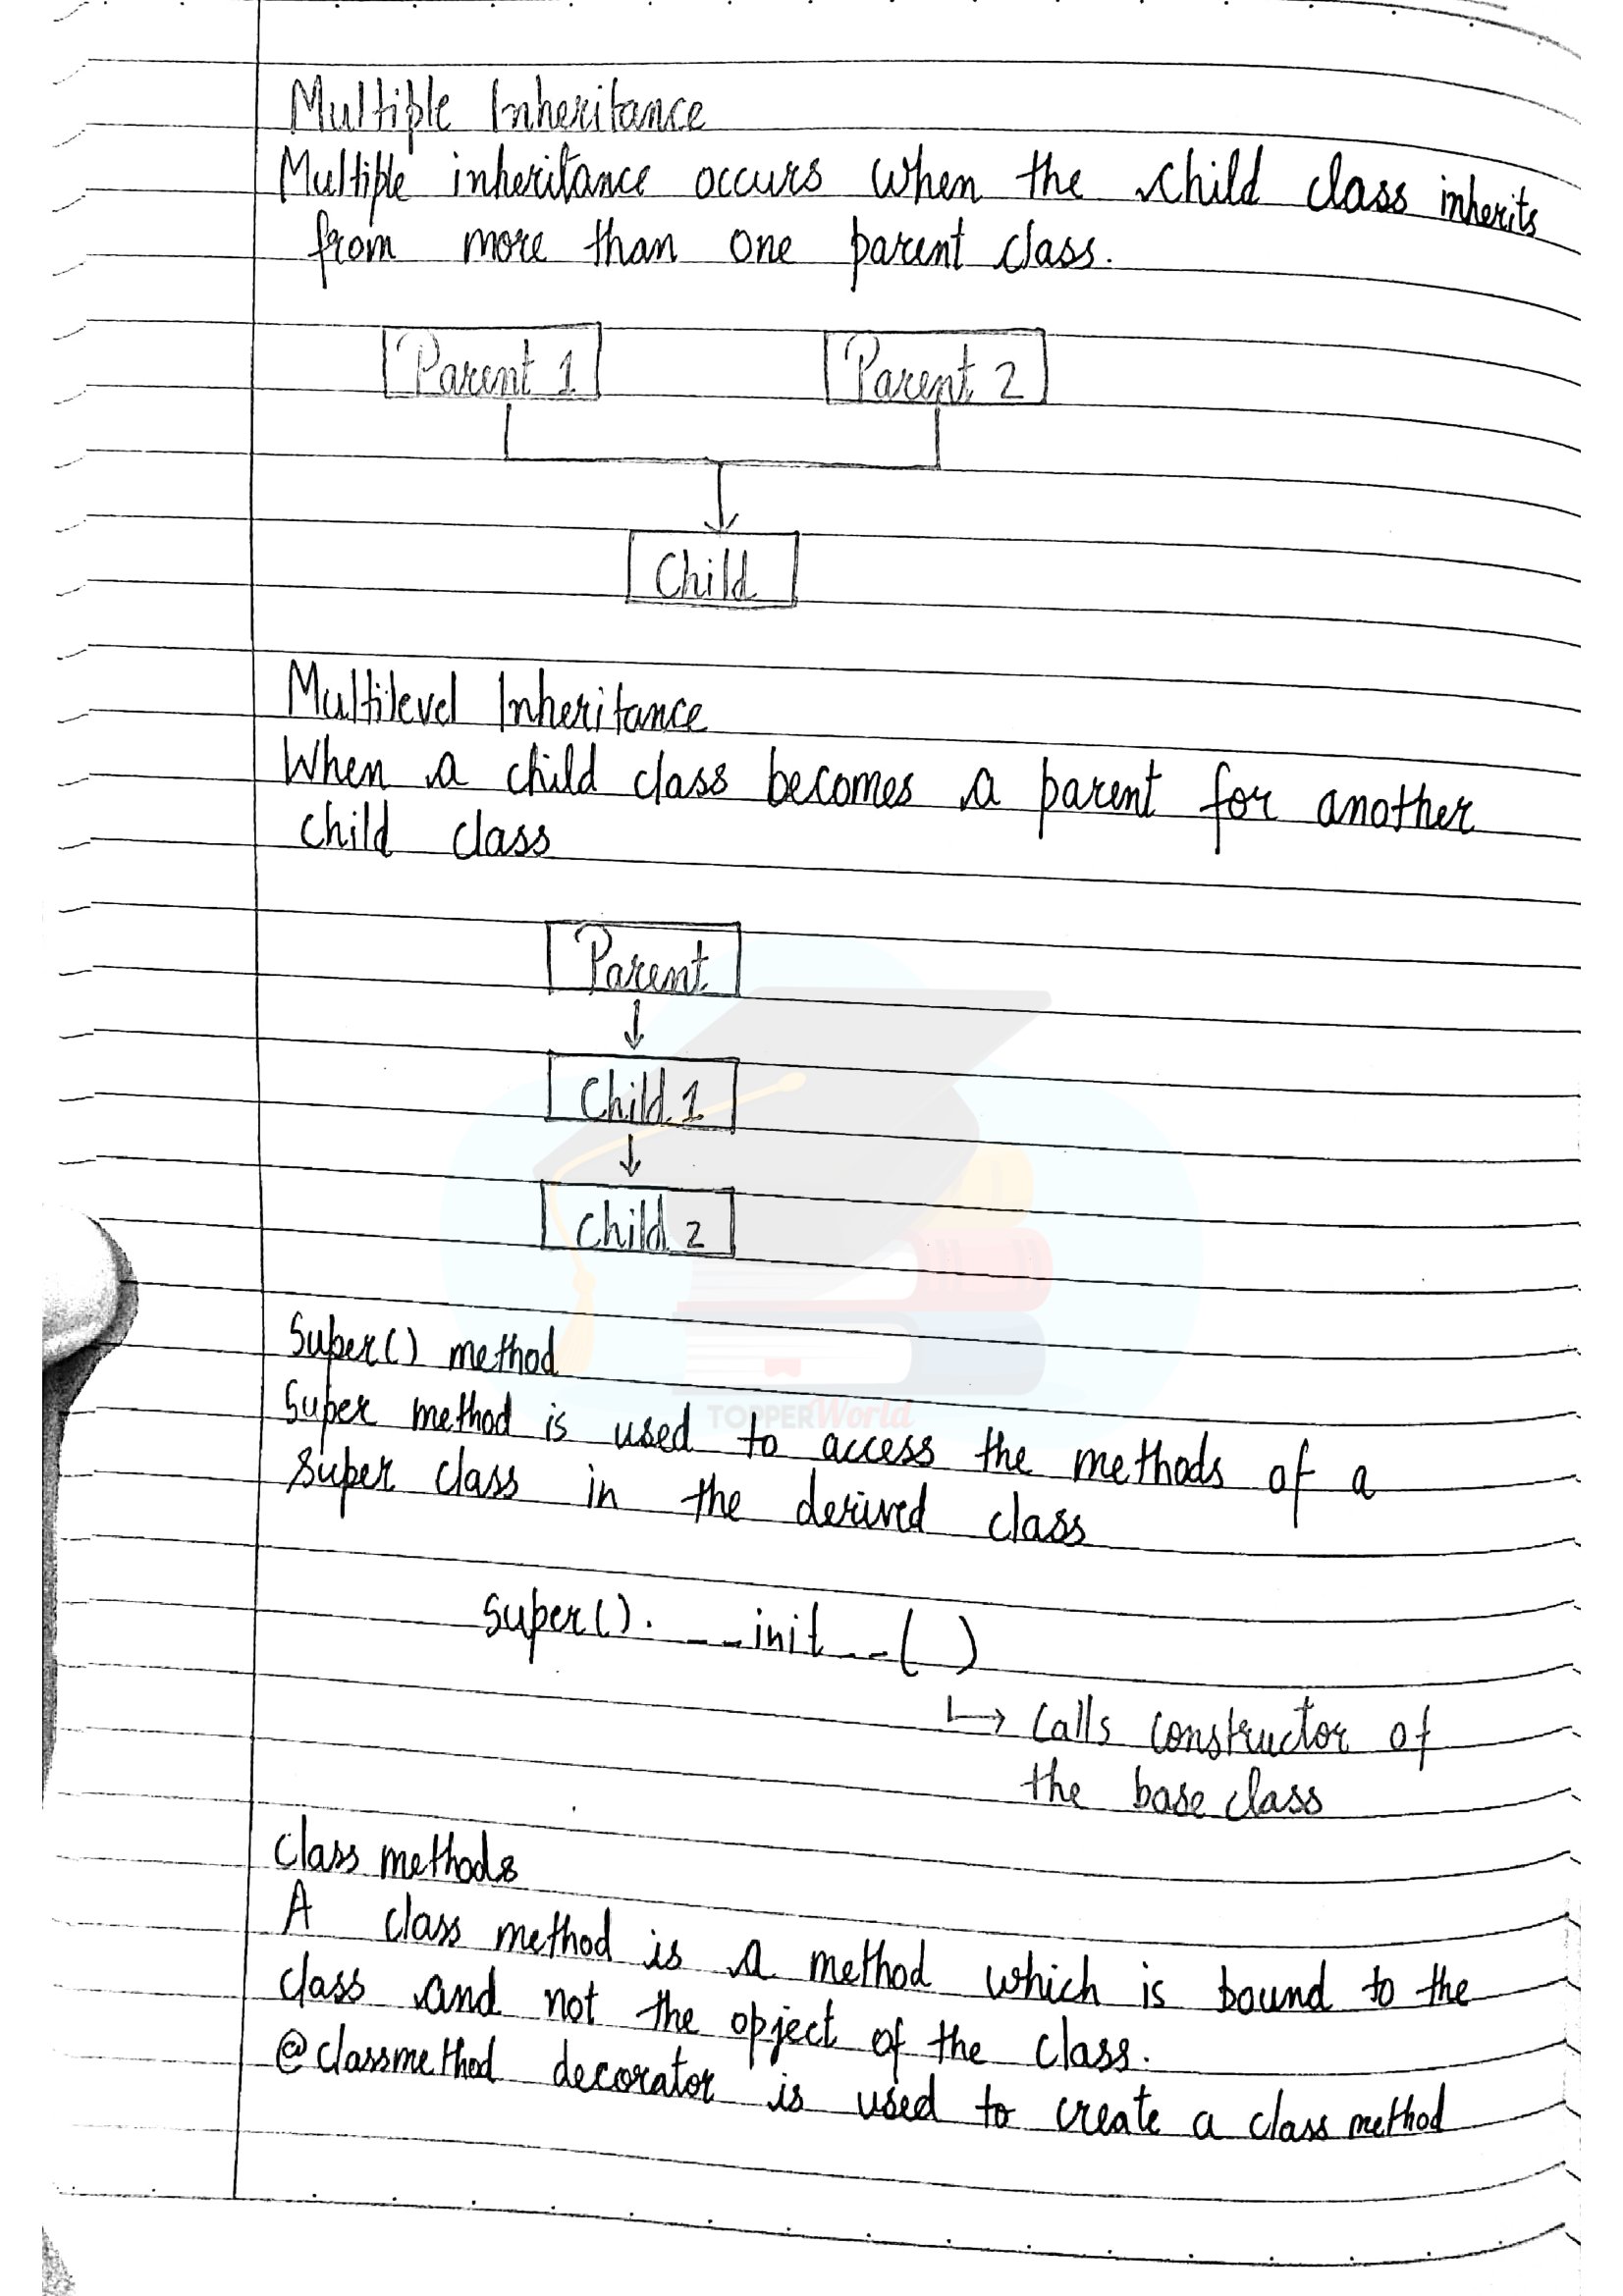 Multiple Inheritance
Multiple inheritance occurs when the child class inherits
from more than one parent class.
Parent 1
Parent 2
Child
Multilevel Inheritance
When a child class becomes a parent for another
child class
Parent
Child 1
Child 2
Super() method
Super method is used to access the methods of a
super class in the derived class
TOPPERWorld
super(). __init__( )
↳ Calls constructor of
the base class
Class methods
A class method is a method which is bound to the
class and not the opject of the class.
@classmethod decorator is used to create a class method